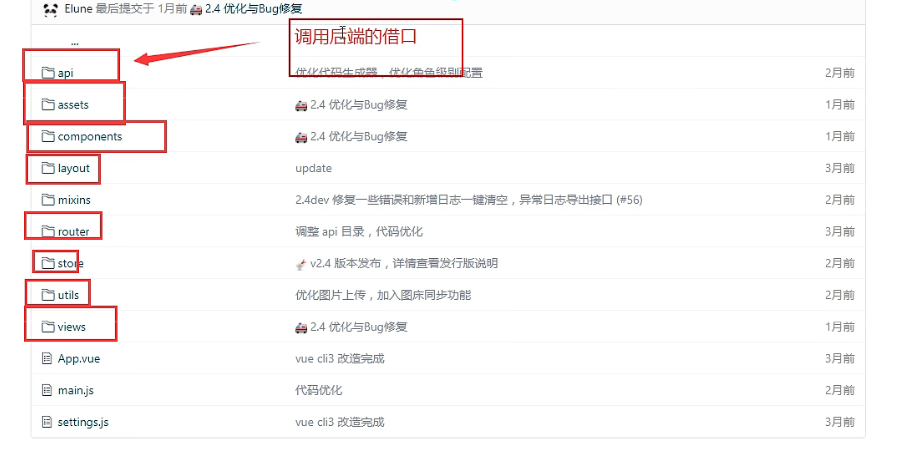 Elune 最后提交于 1月前 🚑 2.4 优化与Bug修复
调用后端的借口
...
api 优化代码生成器，优化角色级别配置 2月前
assets 🚑 2.4 优化与Bug修复 1月前
components 🚑 2.4 优化与Bug修复 1月前
layout update 3月前
mixins 2.4dev 修复一些错误和新增日志一键清空，异常日志导出接口 (#56) 2月前
router 调整 api 目录，代码优化 3月前
store 🚀 v2.4 版本发布，详情查看发行版说明 2月前
utils 优化图片上传，加入图床同步功能 2月前
views 🚑 2.4 优化与Bug修复 1月前
App.vue vue cli3 改造完成 3月前
main.js 代码优化 2月前
settings.js vue cli3 改造完成 3月前